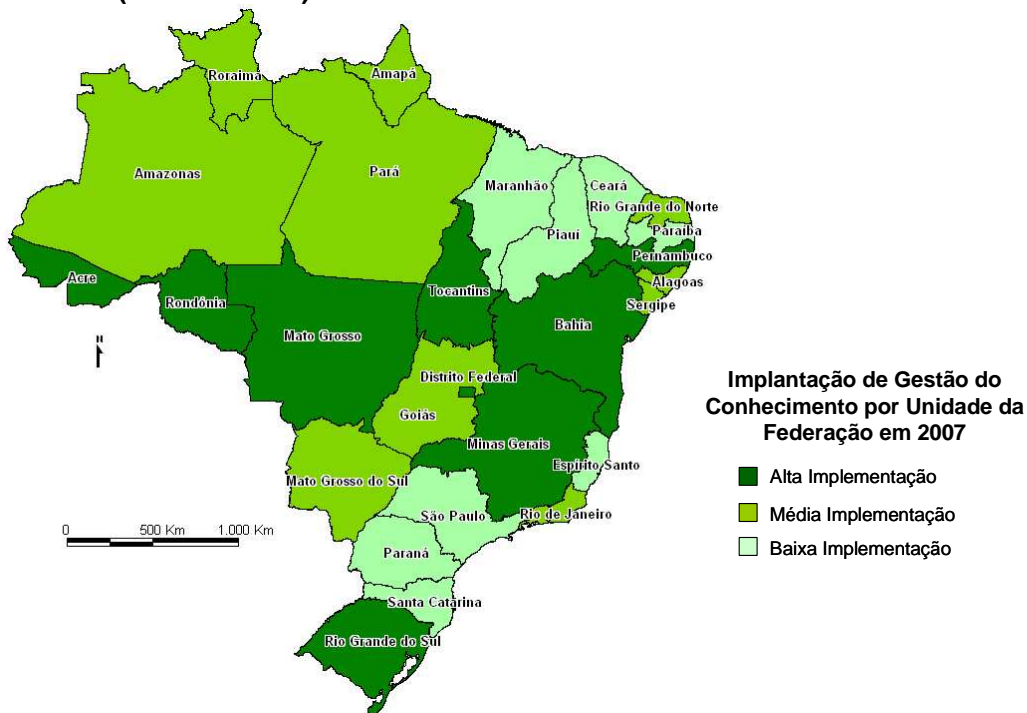 Roraima
Amapá
Amazonas
Pará
Maranhão
Ceará
Rio Grande do Norte
Piauí
Paraíba
Pernambuco
Acre
Rondônia
Tocantins
Alagoas
Sergipe
Mato Grosso
Bahia
N
Distrito Federal
Goiás
Minas Gerais
Espírito Santo
Mato Grosso do Sul
São Paulo
Rio de Janeiro
0 500 Km 1.000 Km
Paraná
Santa Catarina
Rio Grande do Sul
Implantação de Gestão do
Conhecimento por Unidade da
Federação em 2007
Alta Implementação
Média Implementação
Baixa Implementação